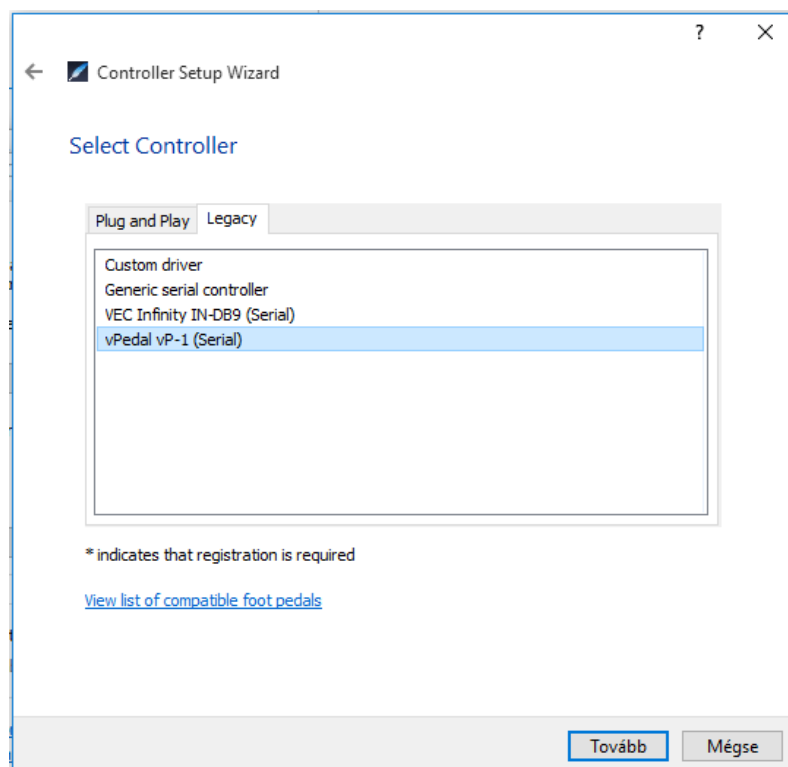 ?
Controller Setup Wizard
Select Controller
Plug and Play Legacy
Custom driver
Generic serial controller
VEC Infinity IN-DB9 (Serial)
vPedal vP-1 (Serial)
* indicates that registration is required
View list of compatible foot pedals
Tovább Mégse